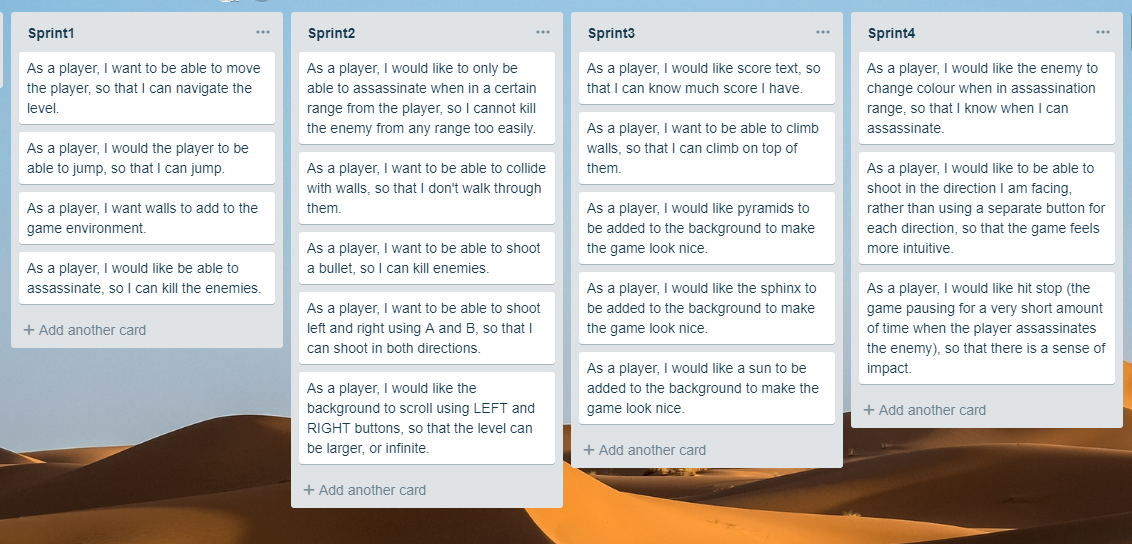 Sprint1
As a player, I want to be able to move
the player, so that I can navigate the
level.
As a player, I would the player to be
able to jump, so that I can jump.
As a player, I want walls to add to the
game environment.
As a player, I would like be able to
assassinate, so I can kill the enemies.
+ Add another card
Sprint2
As a player, I would like to only be
able to assassinate when in a certain
range from the player, so I cannot kill
the enemy from any range too easily.
As a player, I want to be able to collide
with walls, so that I don't walk through
them.
As a player, I want to be able to shoot
a bullet, so I can kill enemies.
As a player, I want to be able to shoot
left and right using A and B, so that I
can shoot in both directions.
As a player, I would like the
background to scroll using LEFT and
RIGHT buttons, so that the level can
be larger, or infinite.
+ Add another card
Sprint3
As a player, I would like score text, so
that I can know much score I have.
As a player, I want to be able to climb
walls, so that I can climb on top of
them.
As a player, I would like pyramids to
be added to the background to make
the game look nice.
As a player, I would like the sphinx to
be added to the background to make
the game look nice.
As a player, I would like a sun to be
added to the background to make the
game look nice.
+ Add another card
Sprint4
As a player, I would like the enemy to
change colour when in assassination
range, so that I know when I can
assassinate.
As a player, I would like to be able to
shoot in the direction I am facing,
rather than using a separate button for
each direction, so that the game feels
more intuitive.
As a player, I would like hit stop (the
game pausing for a very short amount
of time when the player assassinates
the enemy), so that there is a sense of
impact.
+ Add another card